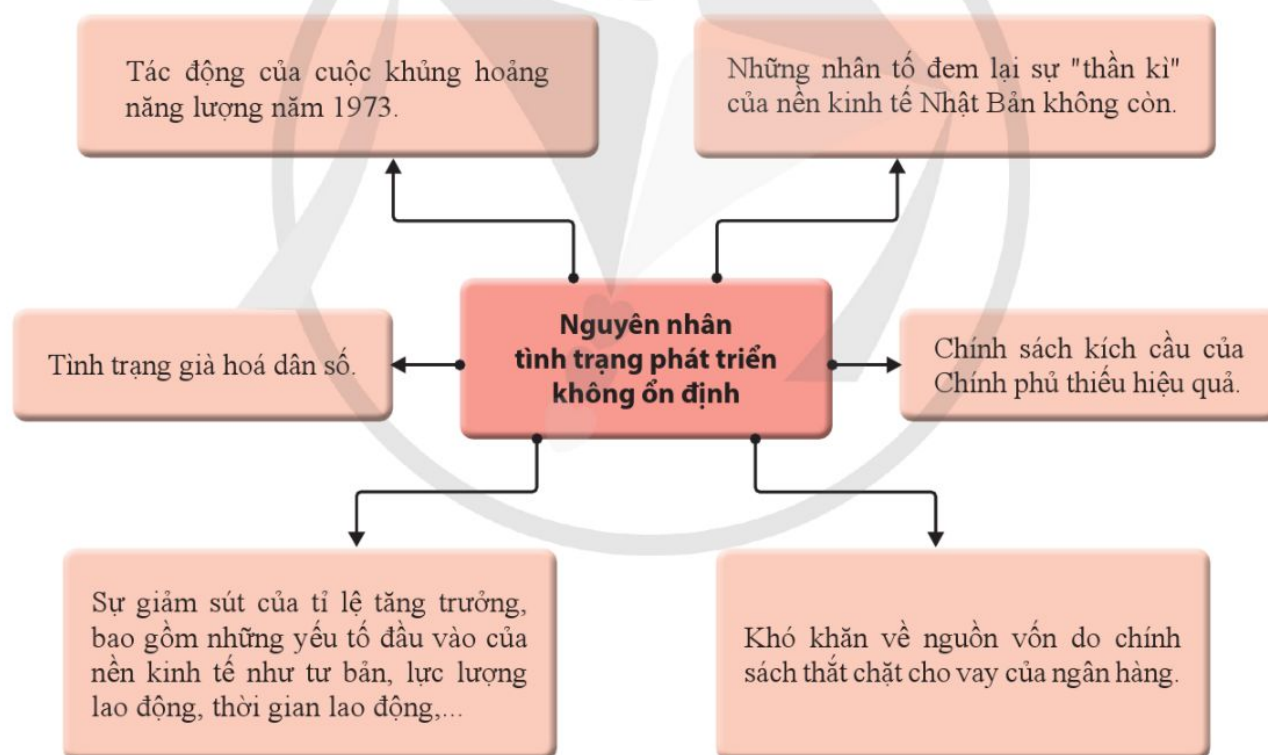 Tác động của cuộc khủng hoảng
năng lượng năm 1973.
Những nhân tố đem lại sự "thần kì"
của nền kinh tế Nhật Bản không còn.
Nguyên nhân
tình trạng phát triển
không ổn định
Tình trạng già hoá dân số.
Chính sách kích cầu của
Chính phủ thiếu hiệu quả.
Sự giảm sút của tỉ lệ tăng trưởng,
bao gồm những yếu tố đầu vào của
nền kinh tế như tư bản, lực lượng
lao động, thời gian lao động,...
Khó khăn về nguồn vốn do chính
sách thắt chặt cho vay của ngân hàng.